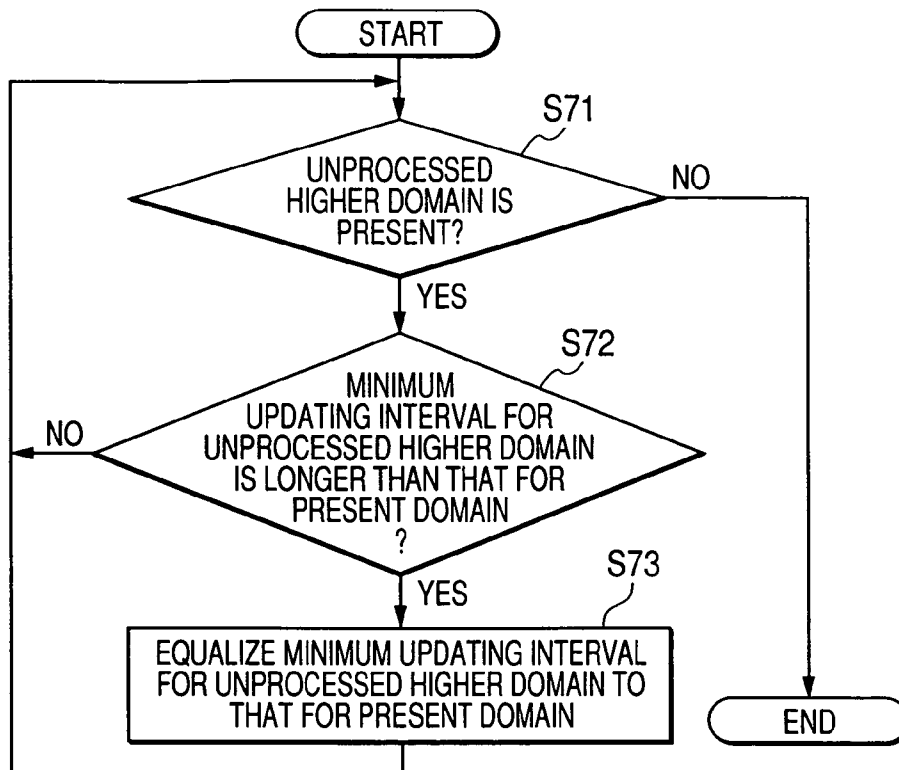 START
S71
UNPROCESSED
HIGHER DOMAIN IS
PRESENT?
NO
YES
S72
MINIMUM
UPDATING INTERVAL FOR
UNPROCESSED HIGHER DOMAIN
IS LONGER THAN THAT FOR
PRESENT DOMAIN
?
NO
YES
S73
EQUALIZE MINIMUM UPDATING INTERVAL
FOR UNPROCESSED HIGHER DOMAIN TO
THAT FOR PRESENT DOMAIN
END